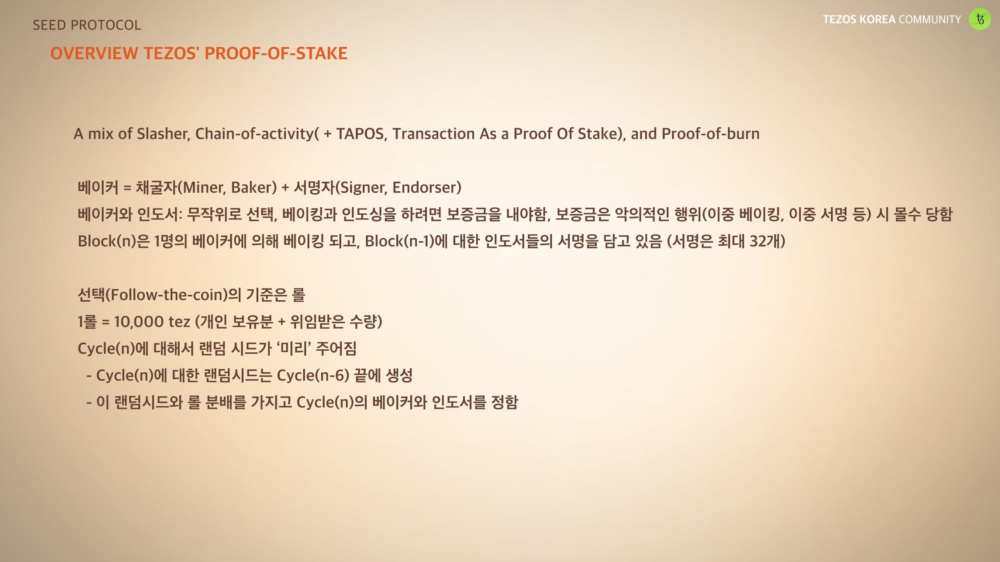 SEED PROTOCOL
TEZOS KOREA COMMUNITY
OVERVIEW TEZOS' PROOF-OF-STAKE
A mix of Slasher, Chain-of-activity( + TAPOS, Transaction As a Proof Of Stake), and Proof-of-burn
베이커 = 채굴자(Miner, Baker) + 서명자(Signer, Endorser)
베이커와 인도서: 무작위로 선택, 베이킹과 인도싱을 하려면 보증금을 내야함, 보증금은 악의적인 행위(이중 베이킹, 이중 서명 등) 시 몰수 당함
Block(n)은 1명의 베이커에 의해 베이킹 되고, Block(n-1)에 대한 인도서들의 서명을 담고 있음 (서명은 최대 32개)
선택(Follow-the-coin)의 기준은 롤
1롤 = 10,000 tez (개인 보유분 + 위임받은 수량)
Cycle(n)에 대해서 랜덤 시드가 ‘미리’ 주어짐
- Cycle(n)에 대한 랜덤시드는 Cycle(n-6) 끝에 생성
- 이 랜덤시드와 롤 분배를 가지고 Cycle(n)의 베이커와 인도서를 정함